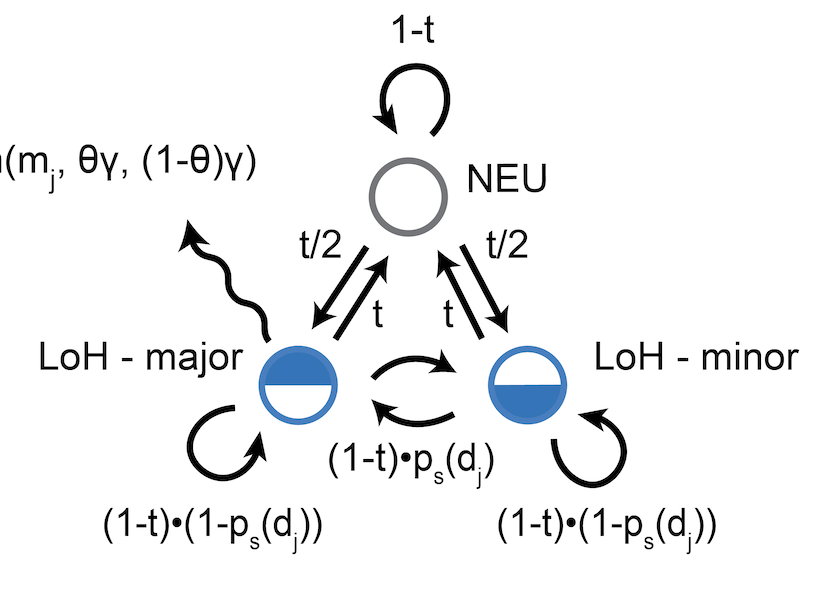 1-t
(m_j, θγ, (1-θ)γ)
NEU
t/2
t/2
t
t
LoH - major
LoH - minor
(1-t)•p_s(d_j)
(1-t)•(1-p_s(d_j))
(1-t)•(1-p_s(d_j))